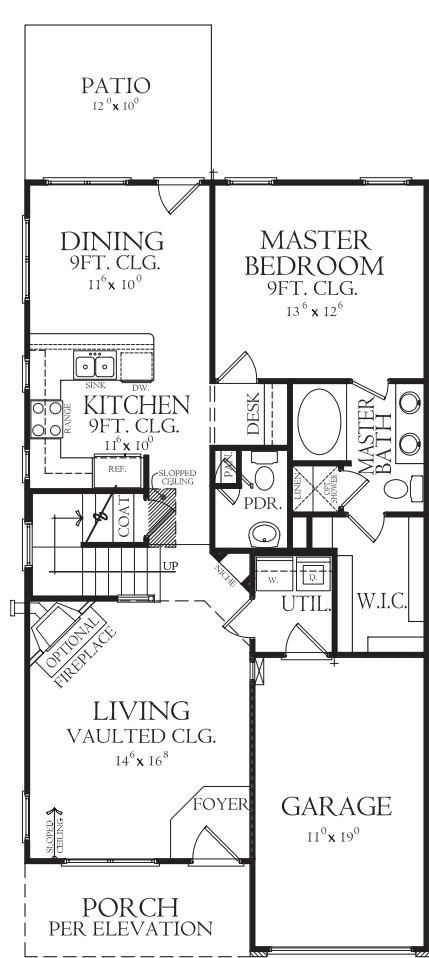 PATIO
12⁰ x 10⁰
DINING
9FT. CLG.
11⁶ x 10⁰
MASTER
BEDROOM
9FT. CLG.
13⁶ x 12⁶
SINK
DW.
RANGE
KITCHEN
9FT. CLG.
11⁶ x 10⁰
REF.
DESK
MASTER
BATH
PAN.
PDR.
LINEN
OPT.
SHOWER
SLOPPED
CEILING
COAT
UP
NICHE
W.
D.
UTIL.
W.I.C.
OPTIONAL
FIREPLACE
LIVING
VAULTED CLG.
14⁶ x 16⁸
FOYER
SLOPED
CEILING
GARAGE
11⁰ x 19⁰
PORCH
PER ELEVATION